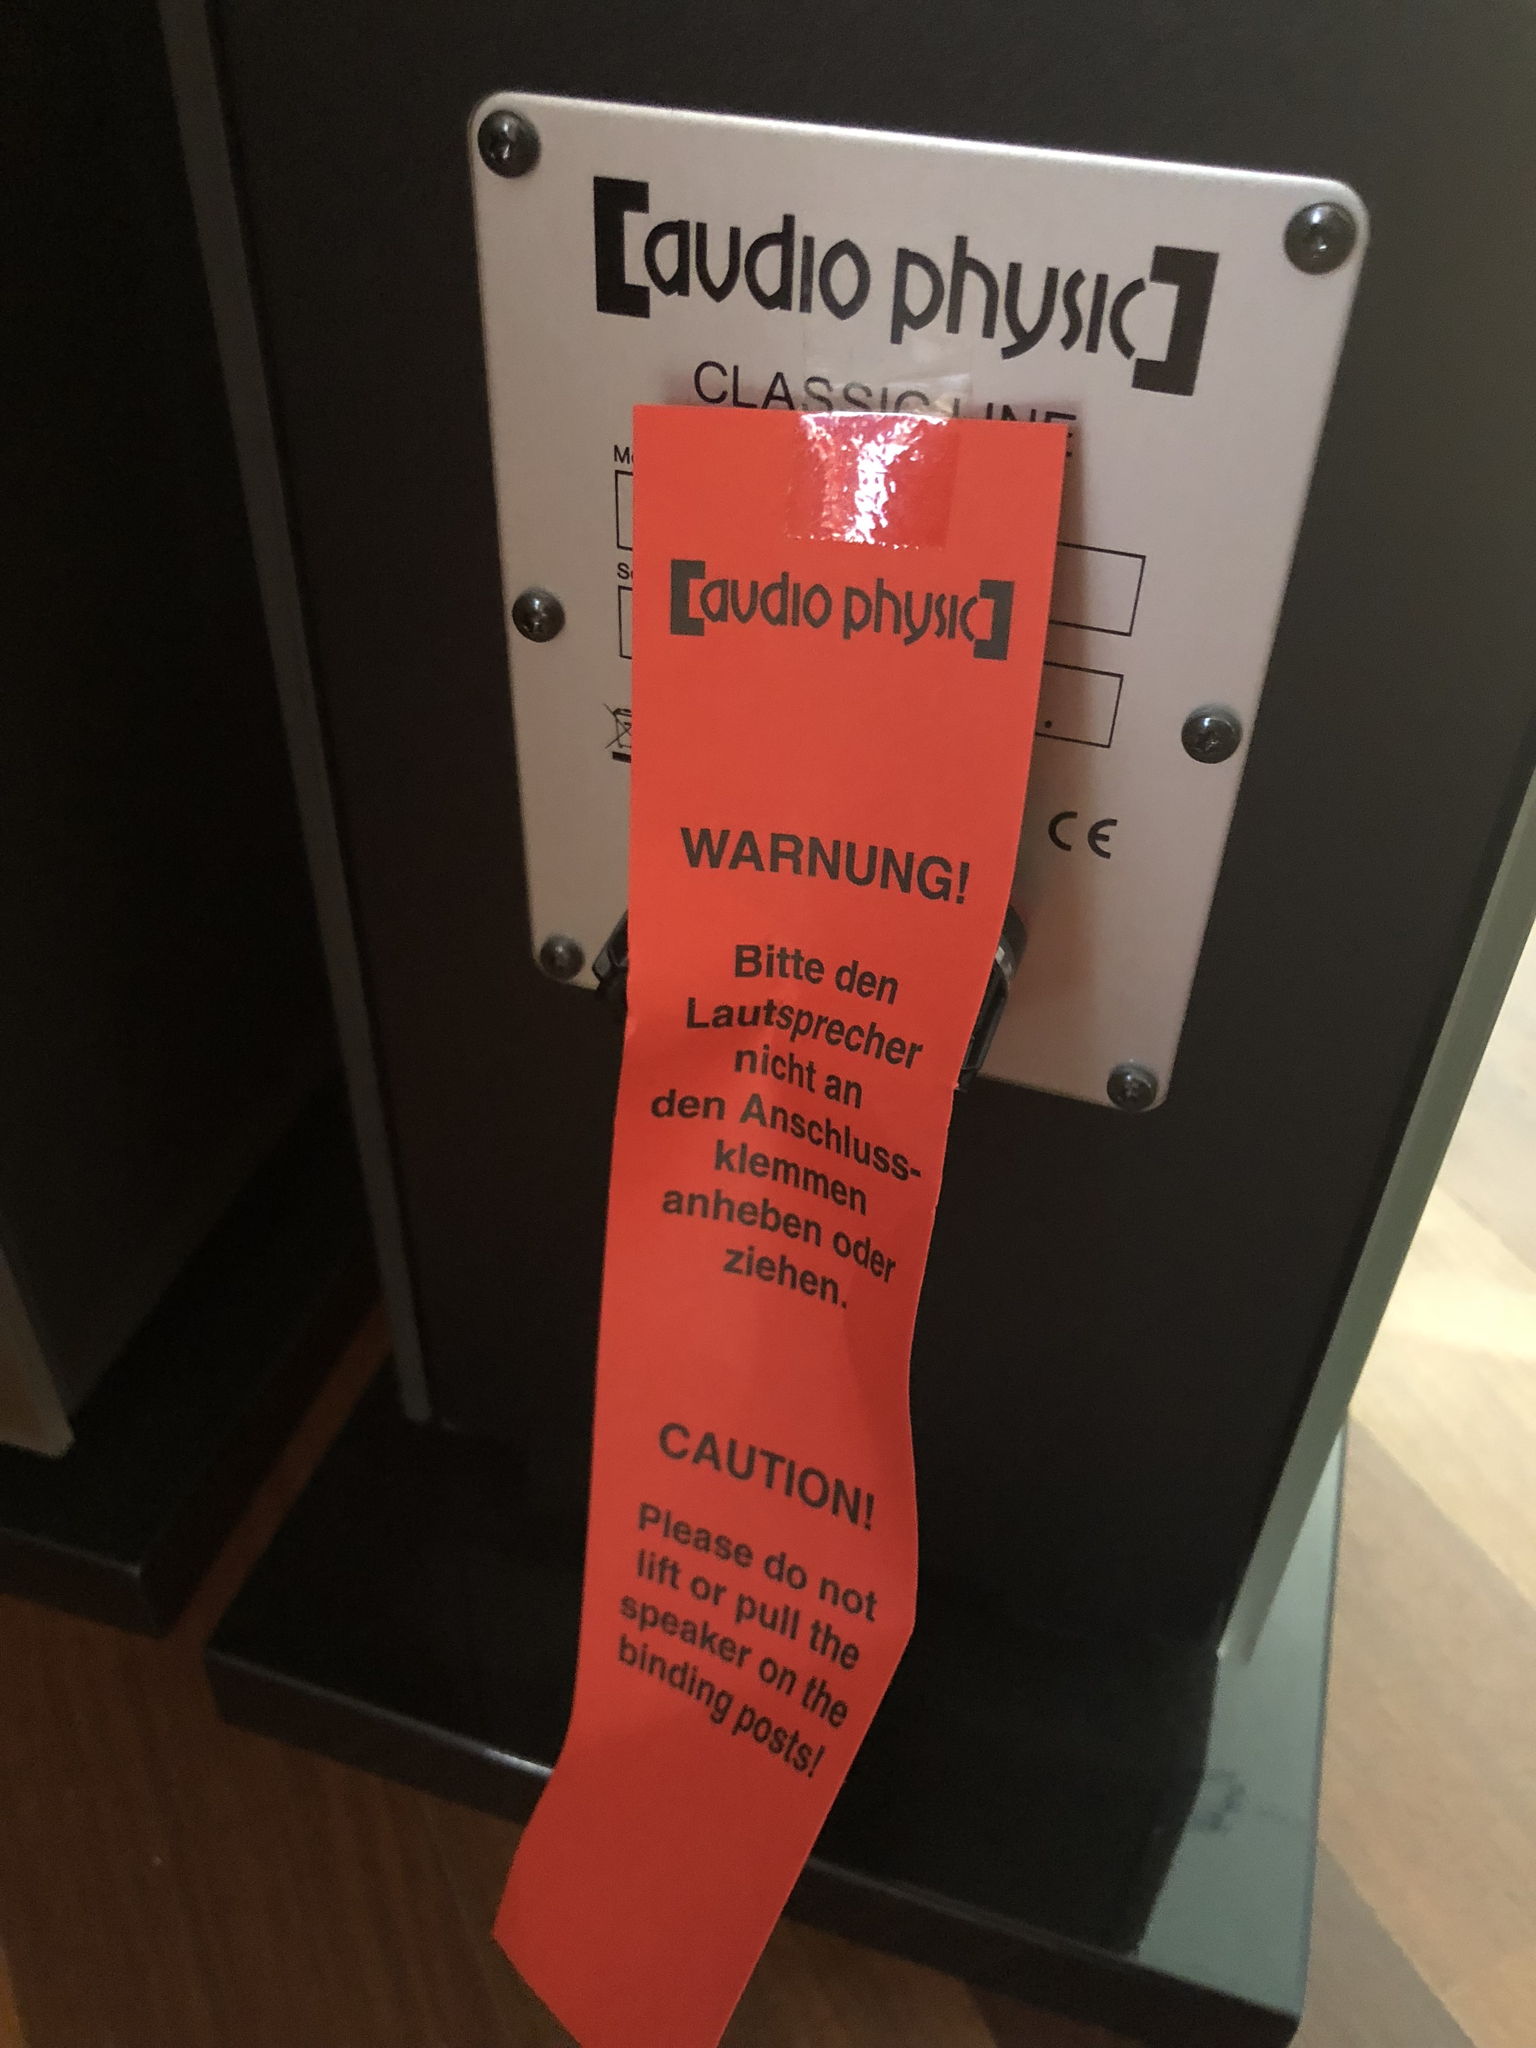 [audio physic]
CLASSIC LINE
[audio physic]
WARNUNG!
Bitte den
Lautsprecher
nicht an
den Anschluss-
klemmen
anheben oder
ziehen.
CE
CAUTION!
Please do not
lift or pull the
speaker on the
binding posts!